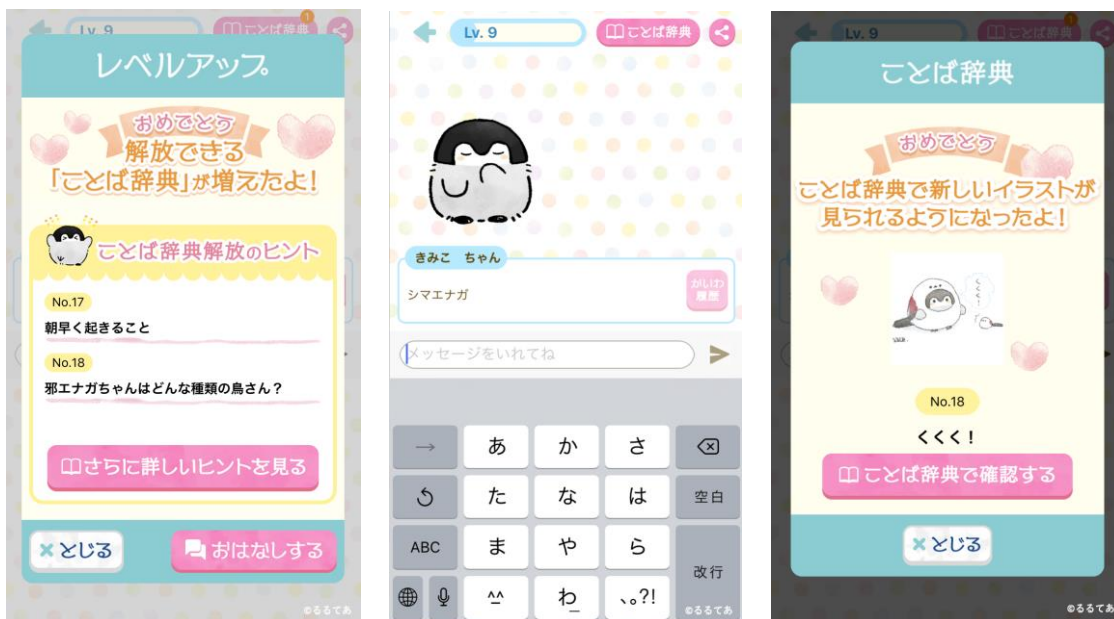 Lv. 9
ことば辞典
1
レベルアップ
おめでとう
解放できる
「ことば辞典」が増えたよ!
ことば辞典解放のヒント
No.17
朝早く起きること
No.18
邪エナガちゃんはどんな種類の鳥さん?
さらに詳しいヒントを見る
とじる
おはなしする
©るるてあ
Lv. 9
ことば辞典
きみこ ちゃん
シマエナガ
かいわ
履歴
メッセージをいれてね
→ あ か さ
た な は 空白
ABC ま や ら
改行
^^ わ 、。?!
©るるてあ
Lv. 9
ことば辞典
1
ことば辞典
おめでとう
ことば辞典で新しいイラストが
見られるようになったよ!
くくく!
No.18
くくく!
ことば辞典で確認する
とじる
©るるてあ